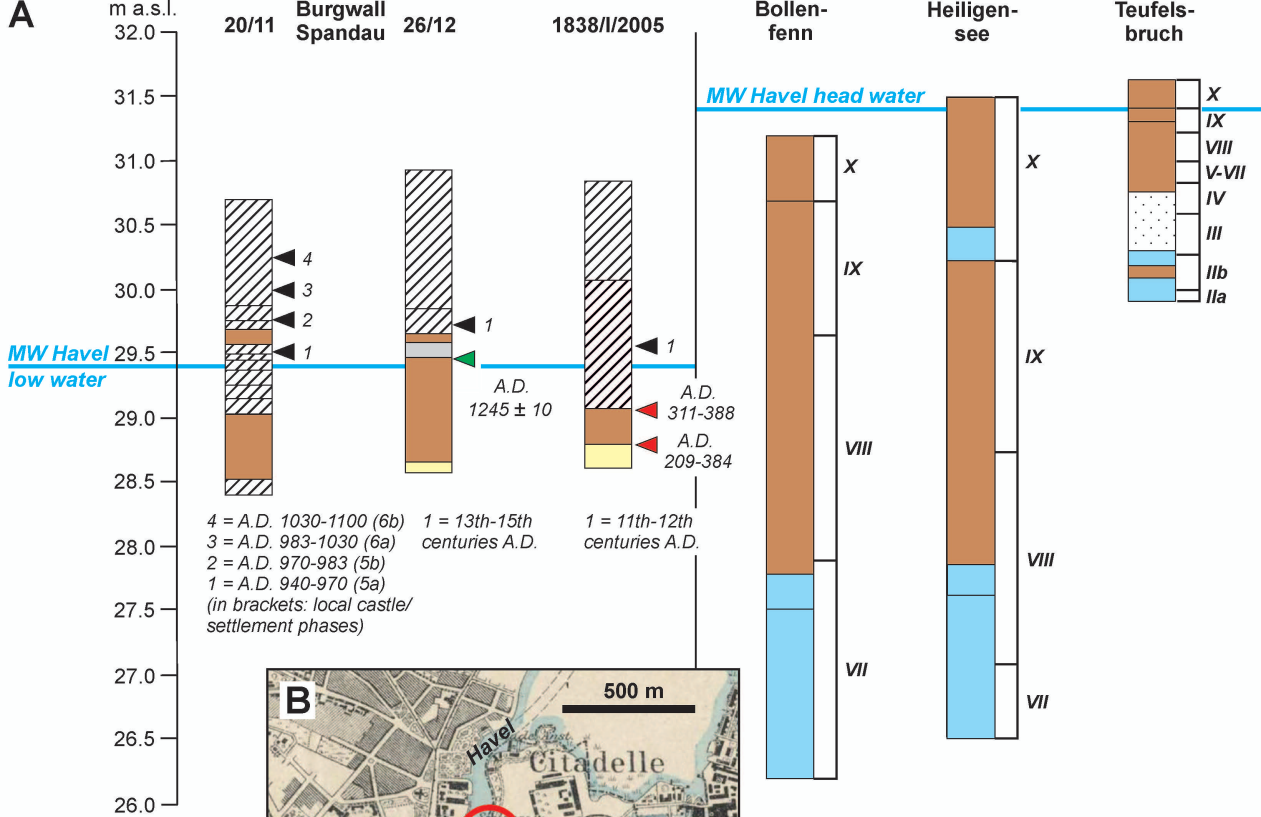 A
m a.s.l.
20/11
Burgwall
Spandau
26/12
1838/I/2005
Bollen-
fenn
Heiligen-
see
Teufels-
bruch
32.0
31.5
31.0
30.5
30.0
29.5
29.0
28.5
28.0
27.5
27.0
26.5
26.0
MW Havel
low water
MW Havel head water
4
3
2
1
1
A.D.
1245 ± 10
1
A.D.
311-388
A.D.
209-384
4 = A.D. 1030-1100 (6b)
3 = A.D. 983-1030 (6a)
2 = A.D. 970-983 (5b)
1 = A.D. 940-970 (5a)
(in brackets: local castle/
settlement phases)
1 = 13th-15th
centuries A.D.
1 = 11th-12th
centuries A.D.
X
IX
VIII
VII
X
IX
VIII
VII
X
IX
VIII
V-VII
IV
III
IIb
IIa
B
500 m
Havel
Citadelle